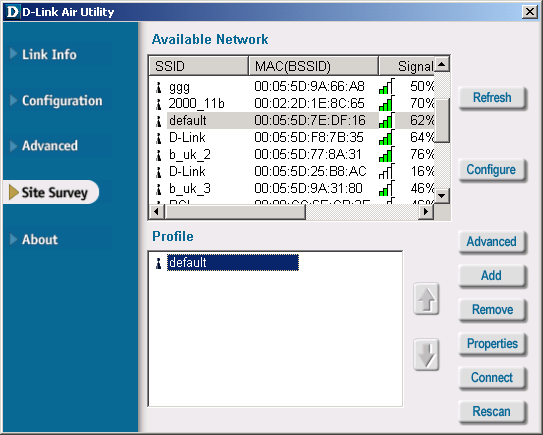 D D-Link Air Utility
Link Info
Configuration
Advanced
Site Survey
About
Available Network
SSID MAC(BSSID) Signal
ggg 00:05:5D:9A:66:A8 50%
2000_11b 00:02:2D:1E:8C:65 70%
default 00:05:5D:7E:DF:16 62%
D-Link 00:05:5D:F8:7B:35 64%
b_uk_2 00:05:5D:77:8A:31 76%
D-Link 00:05:5D:25:B8:AC 16%
b_uk_3 00:05:5D:9A:31:80 46%
Refresh
Configure
Profile
default
Advanced
Add
Remove
Properties
Connect
Rescan